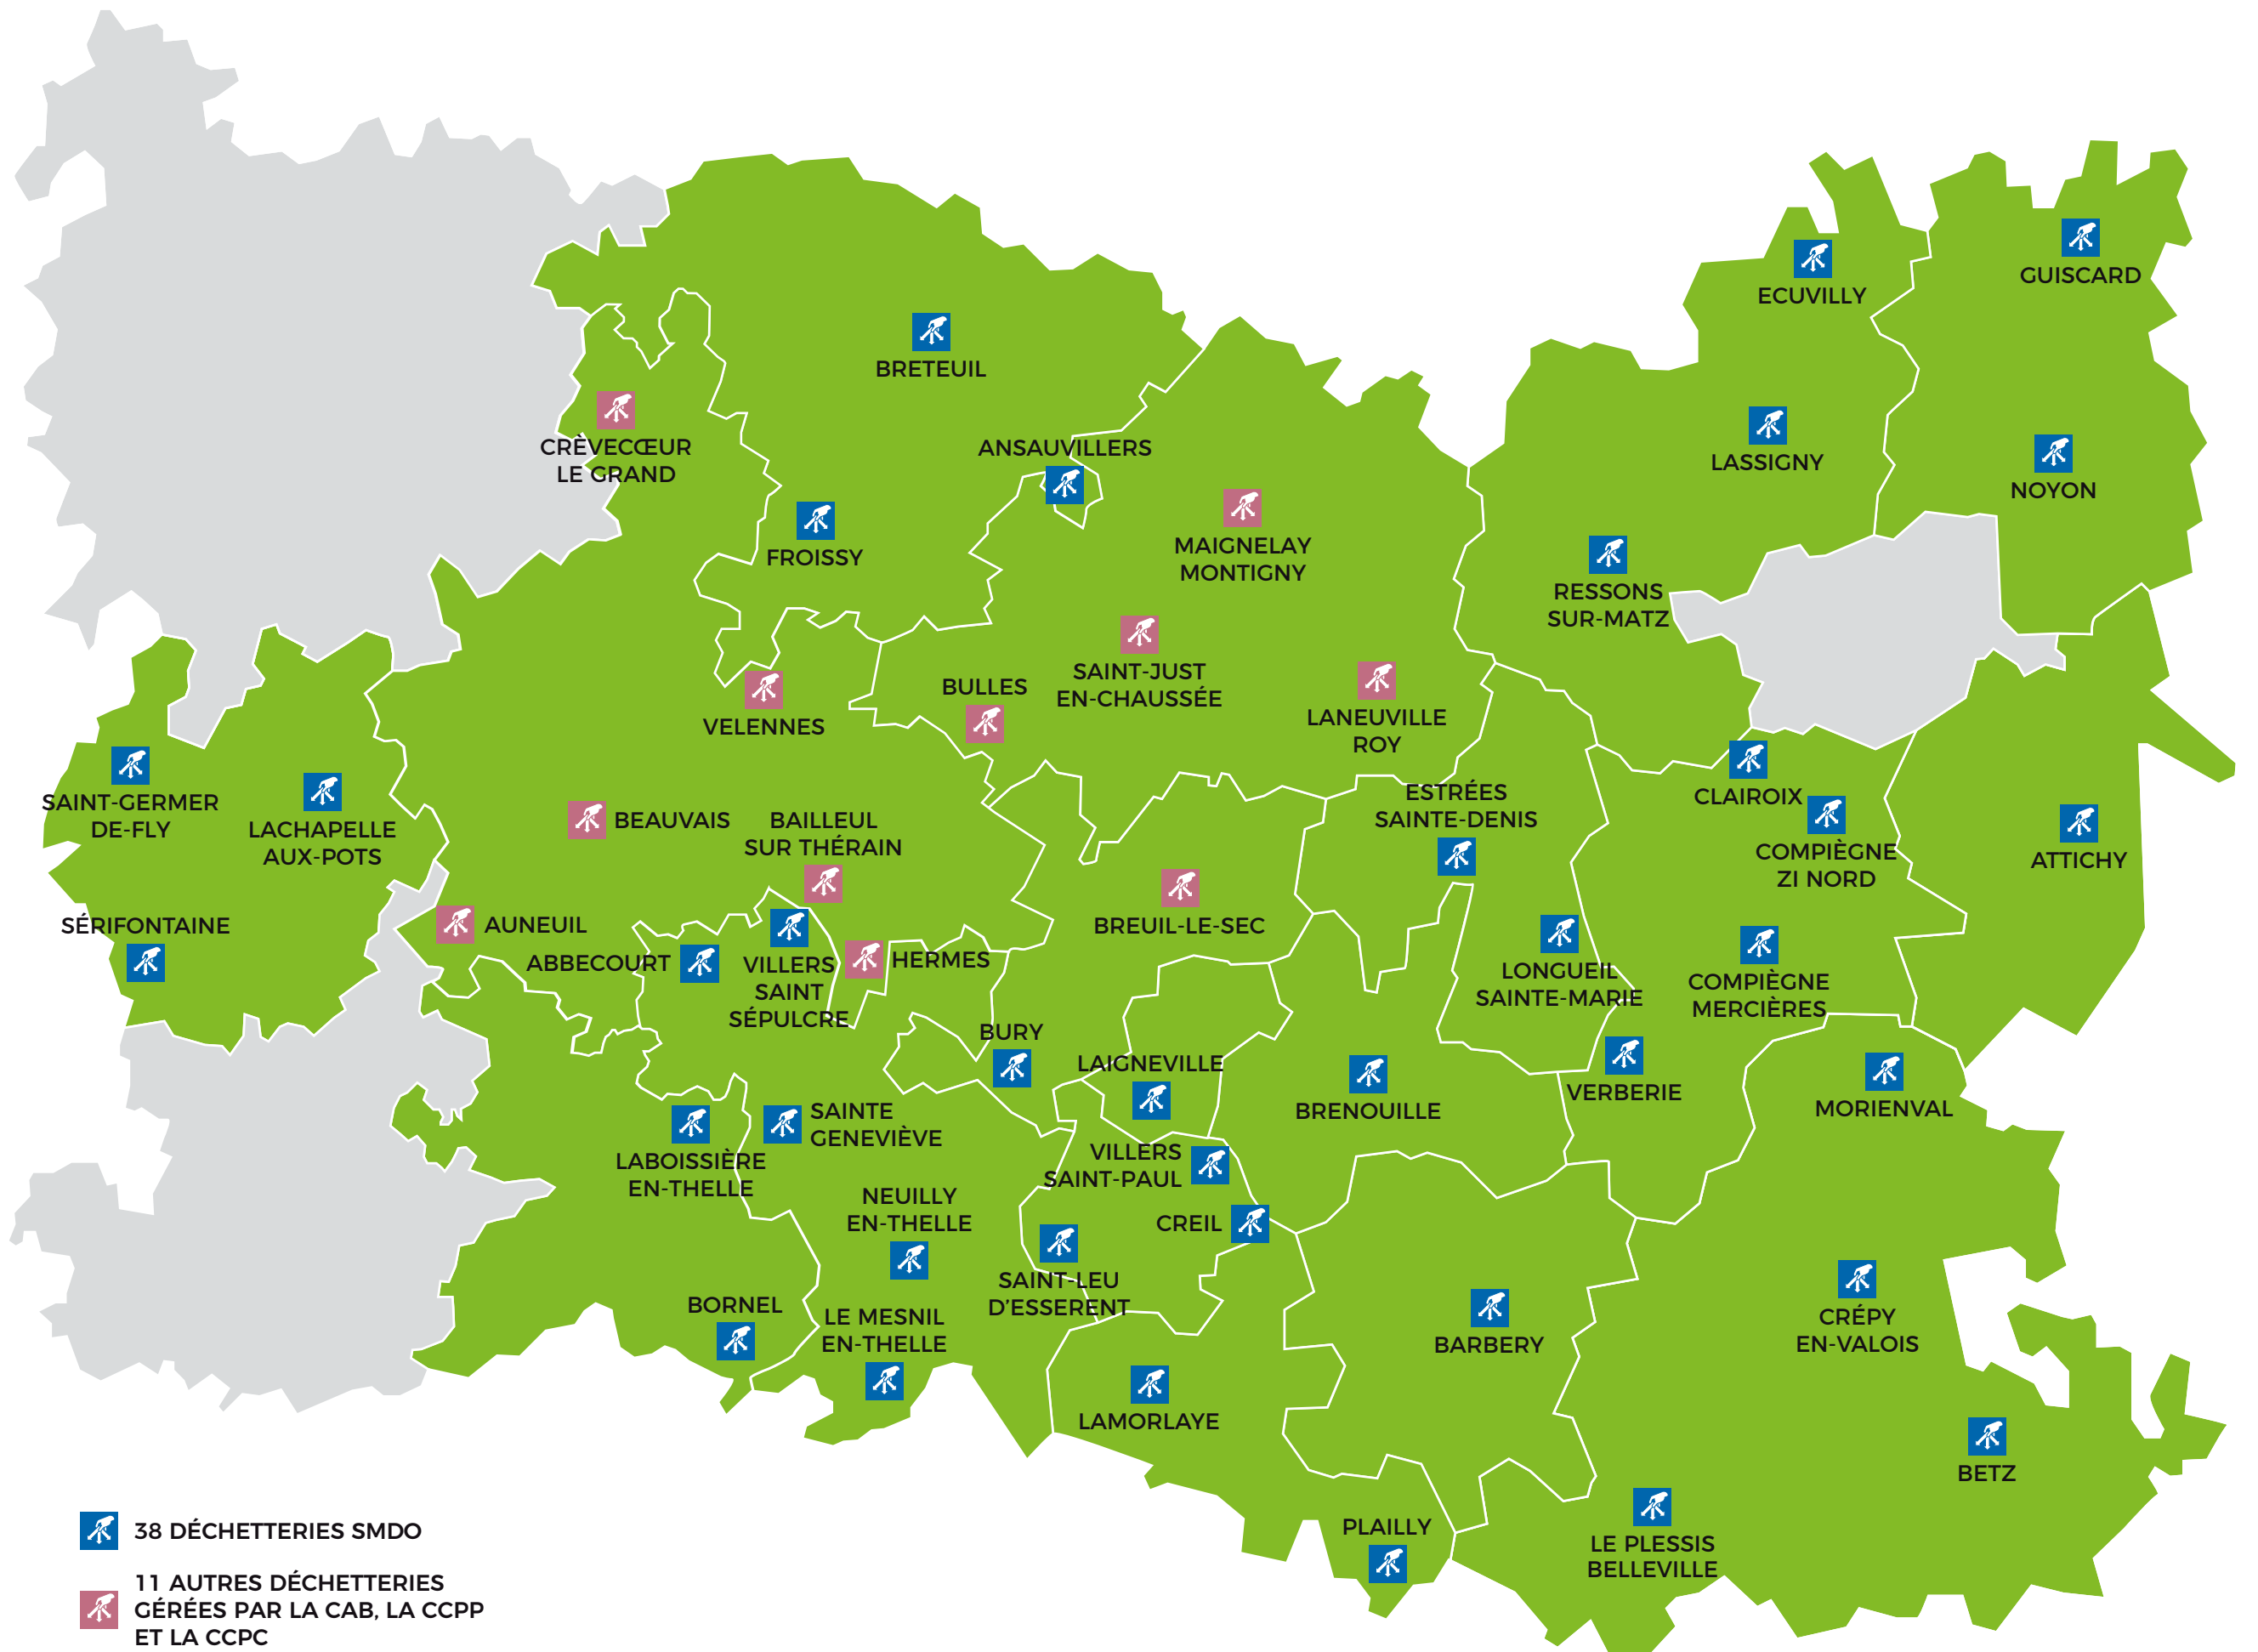 GUISCARD
ECUVILLY
BRETEUIL
CRÈVECŒUR
LE GRAND
ANSAUVILLERS
LASSIGNY
NOYON
FROISSY
MAIGNELAY
MONTIGNY
RESSONS
SUR-MATZ
VELENNES
BULLES
SAINT-JUST
EN-CHAUSSÉE
LANEUVILLE
ROY
SAINT-GERMER
DE-FLY
LACHAPELLE
AUX-POTS
BEAUVAIS
BAILLEUL
SUR THÉRAIN
ESTRÉES
SAINTE-DENIS
CLAIROIX
COMPIÈGNE
ZI NORD
ATTICHY
SÉRIFONTAINE
AUNEUIL
ABBECOURT
VILLERS
SAINT
SÉPULCRE
HERMES
BREUIL-LE-SEC
LONGUEIL
SAINTE-MARIE
COMPIÈGNE
MERCIÈRES
BURY
LAIGNEVILLE
BRENOUILLE
VERBERIE
MORIENVAL
LABOISSIÈRE
EN-THELLE
SAINTE
GENEVIÈVE
VILLERS
SAINT-PAUL
NEUILLY
EN-THELLE
CREIL
SAINT-LEU
D'ESSERENT
BORNEL
LE MESNIL
EN-THELLE
BARBERY
CRÉPY
EN-VALOIS
LAMORLAYE
BETZ
PLAILLY
LE PLESSIS
BELLEVILLE
38 DÉCHETTERIES SMDO
11 AUTRES DÉCHETTERIES
GÉRÉES PAR LA CAB, LA CCPP
ET LA CCPC